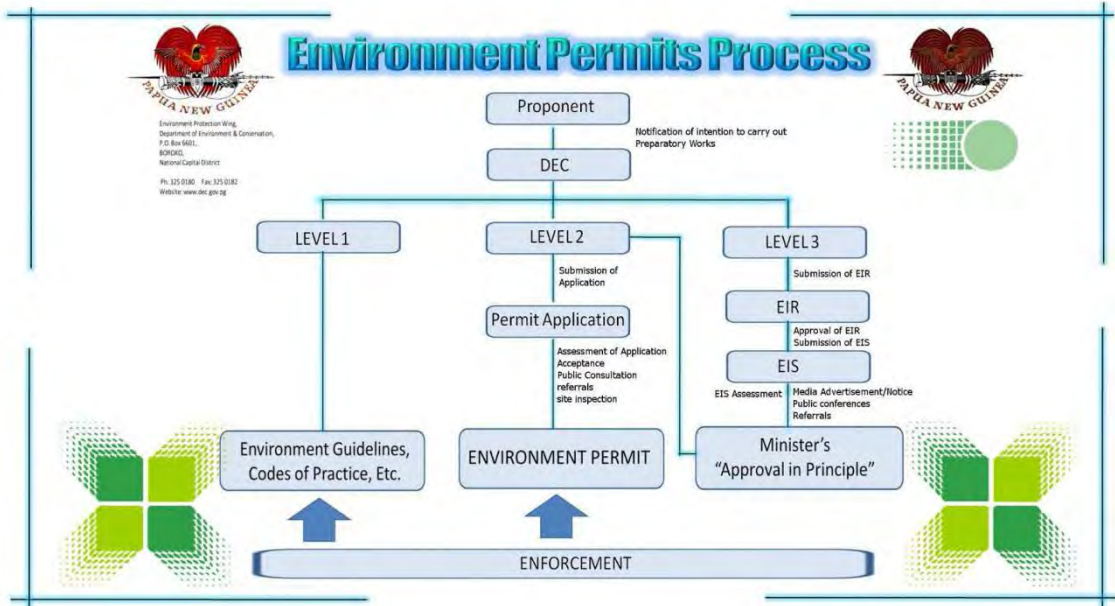 Environment Permits Process
PAPUA NEW GUINEA
PAPUA NEW GUINEA
Environment Protection Wing,
Department of Environment & Conservation,
P.O. Box 6601,
BOROKO,
National Capital District
Ph: 325 0180 Fax: 325 0182
Website: www.dec.gov.pg
Proponent
Notification of intention to carry out
Preparatory Works
DEC
LEVEL 1
LEVEL 2
LEVEL 3
Submission of
Application
Submission of EIR
Permit Application
EIR
Approval of EIR
Submission of EIS
Assessment of Application
Acceptance
Public Consultation
referrals
site inspection
EIS
EIS Assessment
Media Advertisement/Notice
Public conferences
Referrals
Environment Guidelines,
Codes of Practice, Etc.
ENVIRONMENT PERMIT
Minister's
"Approval in Principle"
ENFORCEMENT